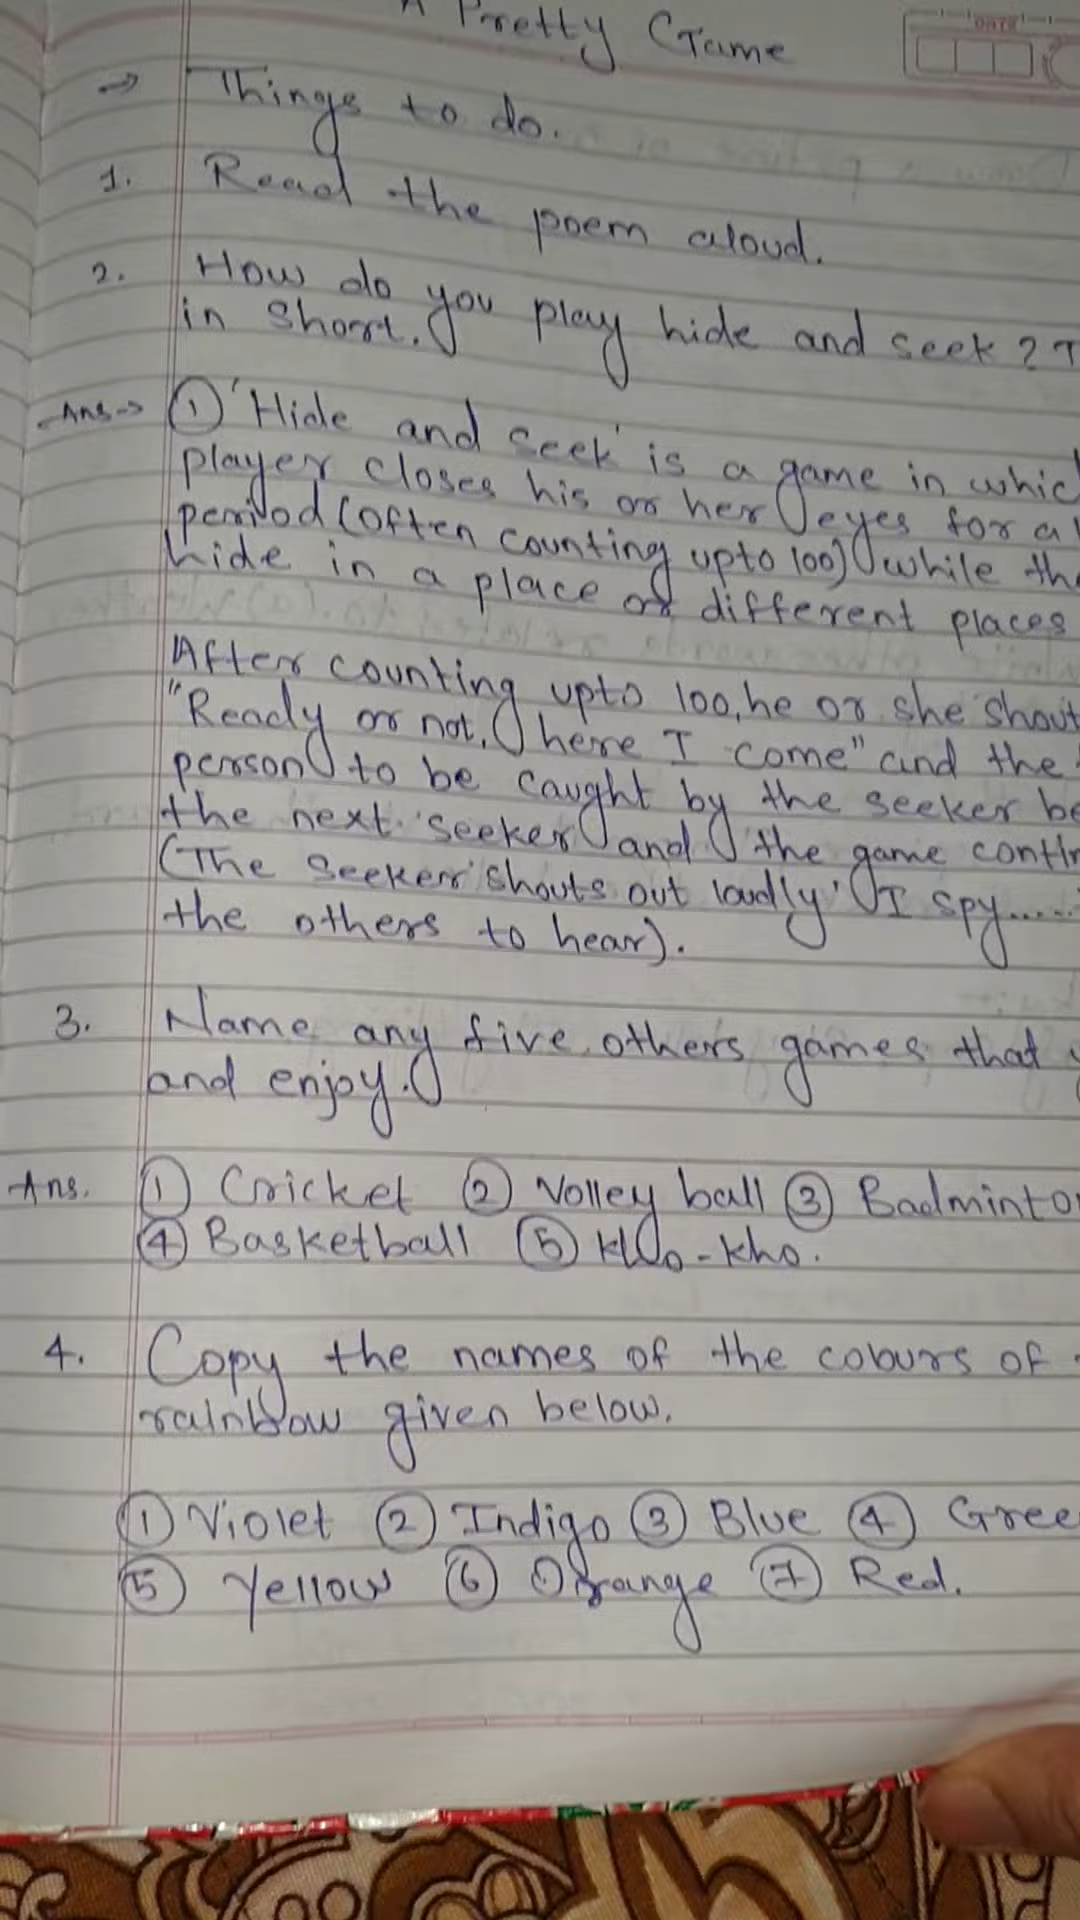 A Pretty Game
DATE
→ Things to do.
1. Read the poem aloud.
2. How do you play hide and seek?
in short.
Ans→ ① 'Hide and seek' is a game in whic
player closes his or her eyes for a
period (often counting upto 100) while the
hide in a place or different places
After counting upto 100, he or she shout
"Ready or not, here I come" and the
person to be caught by the seeker be
the next seeker and the game contin
(The seeker shouts out loudly 'I spy.....
the others to hear).
3. Name any five others games that y
and enjoy.
Ans. ① Cricket ② Volley ball ③ Badminton
④ Basketball ⑤ Kho-kho.
4. Copy the names of the colours of
rainbow given below.
① Violet ② Indigo ③ Blue ④ Gree
⑤ Yellow ⑥ Orange ⑦ Red.